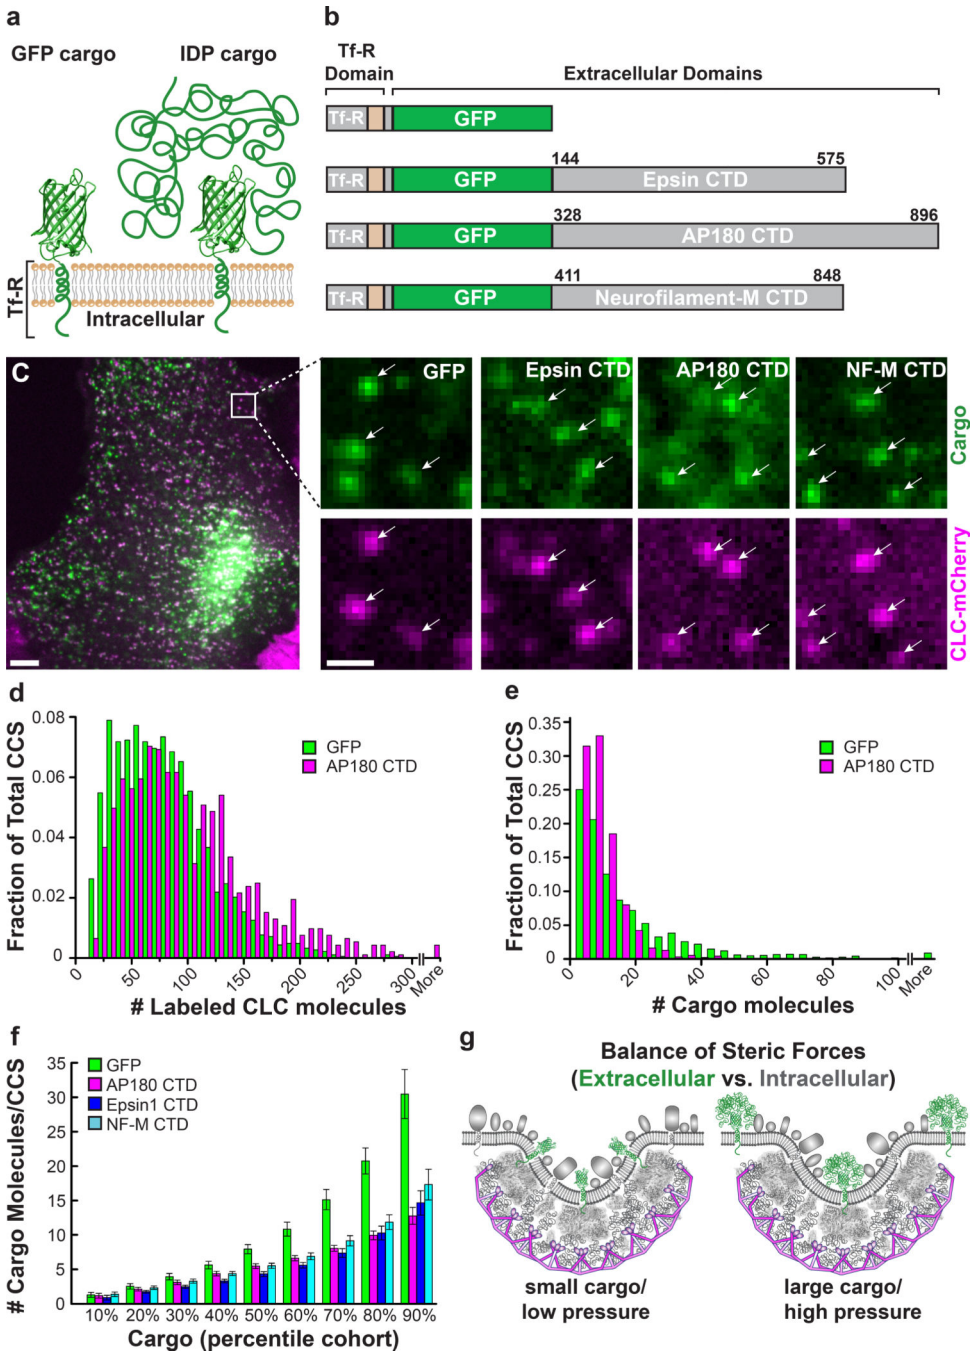 a
GFP cargo
IDP cargo
Tf-R
Intracellular
b
Tf-R
Domain
Extracellular Domains
Tf-R
GFP
144
575
Tf-R
GFP
Epsin CTD
328
896
Tf-R
GFP
AP180 CTD
411
848
Tf-R
GFP
Neurofilament-M CTD
C
GFP
Epsin CTD
AP180 CTD
NF-M CTD
Cargo
CLC-mCherry
d
Fraction of Total CCS
0.08
0.06
0.04
0.02
0
GFP
AP180 CTD
0
50
100
150
200
250
300
More
# Labeled CLC molecules
e
Fraction of Total CCS
0.35
0.30
0.25
0.20
0.15
0.10
0.05
0
GFP
AP180 CTD
0
20
40
60
80
100
More
# Cargo molecules
f
# Cargo Molecules/CCS
35
30
25
20
15
10
5
0
GFP
AP180 CTD
Epsin1 CTD
NF-M CTD
10%
20%
30%
40%
50%
60%
70%
80%
90%
Cargo (percentile cohort)
g
Balance of Steric Forces
(Extracellular vs. Intracellular)
small cargo/
low pressure
large cargo/
high pressure